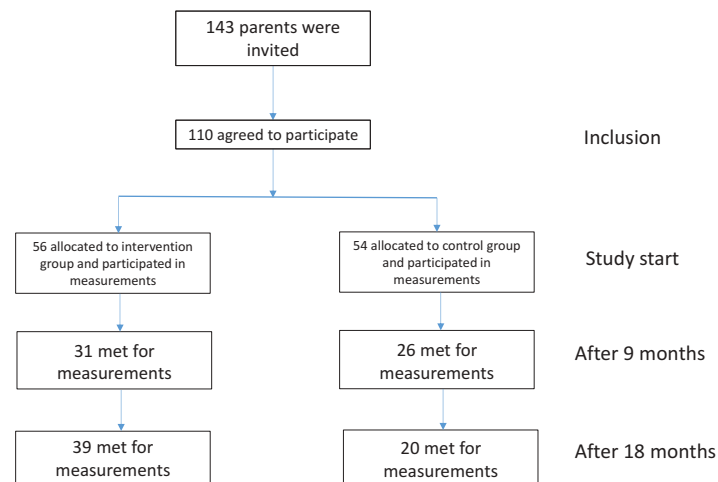 143 parents were
invited
110 agreed to participate
Inclusion
56 allocated to intervention
group and participated in
measurements
54 allocated to control group
and participated in
measurements
Study start
31 met for
measurements
26 met for
measurements
After 9 months
39 met for
measurements
20 met for
measurements
After 18 months